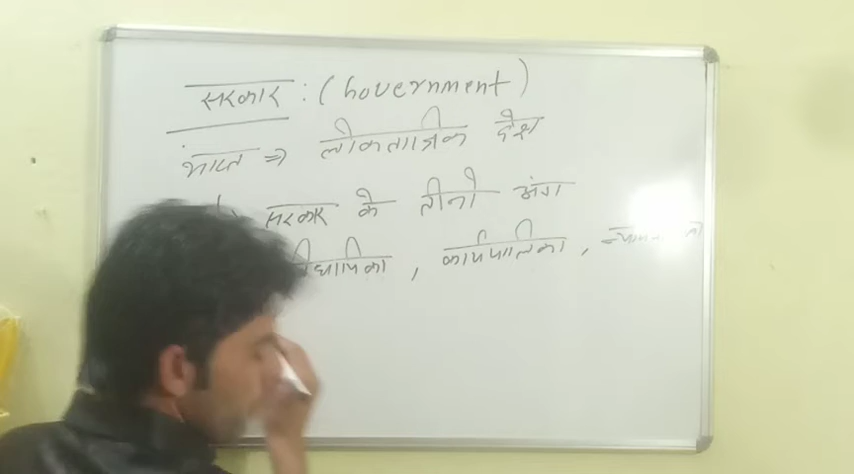 सरकार : (Government)
भारत ⇒ लोकतांत्रिक देश
सरकार के तीनो अंग
कार्यपालिका ,